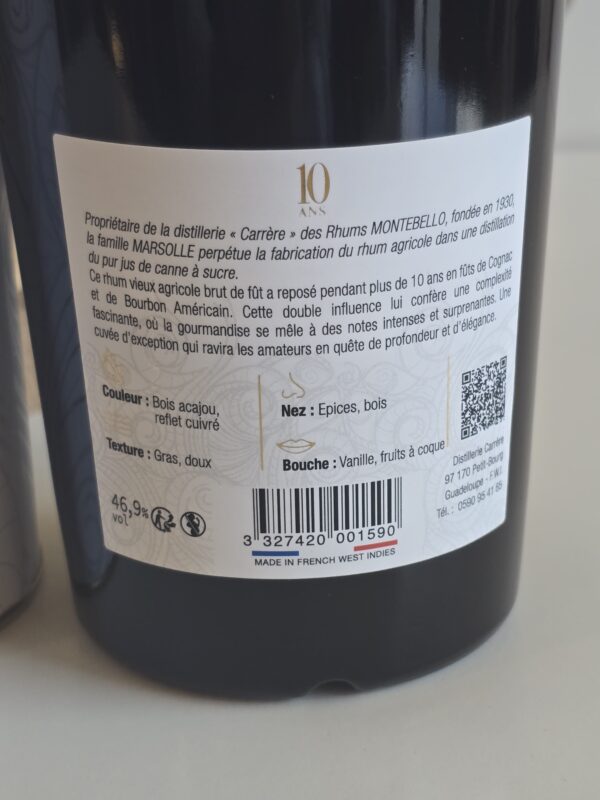 10
ANS
Propriétaire de la distillerie « Carrère » des Rhums MONTEBELLO, fondée en 1930,
la famille MARSOLLE perpétue la fabrication du rhum agricole dans une distillation
du pur jus de canne à sucre.
Ce rhum vieux agricole brut de fût a reposé pendant plus de 10 ans en fûts de Cognac
et de Bourbon Américain. Cette double influence lui confère une complexité
fascinante, où la gourmandise se mêle à des notes intenses et surprenantes. Une
cuvée d'exception qui ravira les amateurs en quête de profondeur et d'élégance.
Couleur : Bois acajou,
reflet cuivré
Texture : Gras, doux
Nez : Epices, bois
Bouche : Vanille, fruits à coque
Distillerie Carrère
97 170 Petit-Bourg
Guadeloupe - F.W.I.
Tél. : 0590 95 41 65
46,9%
vol
3 327420 001590
MADE IN FRENCH WEST INDIES